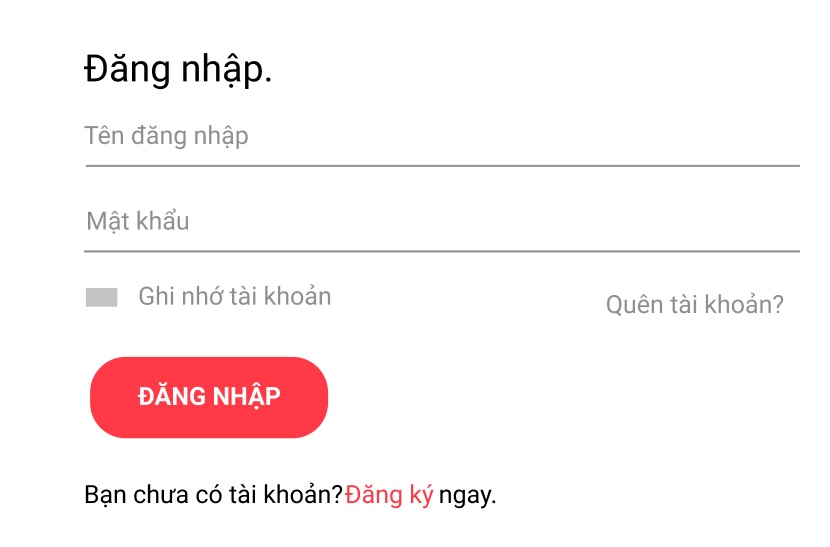 Đăng nhập.
Tên đăng nhập
Mật khẩu
Ghi nhớ tài khoản
Quên tài khoản?
ĐĂNG NHẬP
Bạn chưa có tài khoản?Đăng ký ngay.